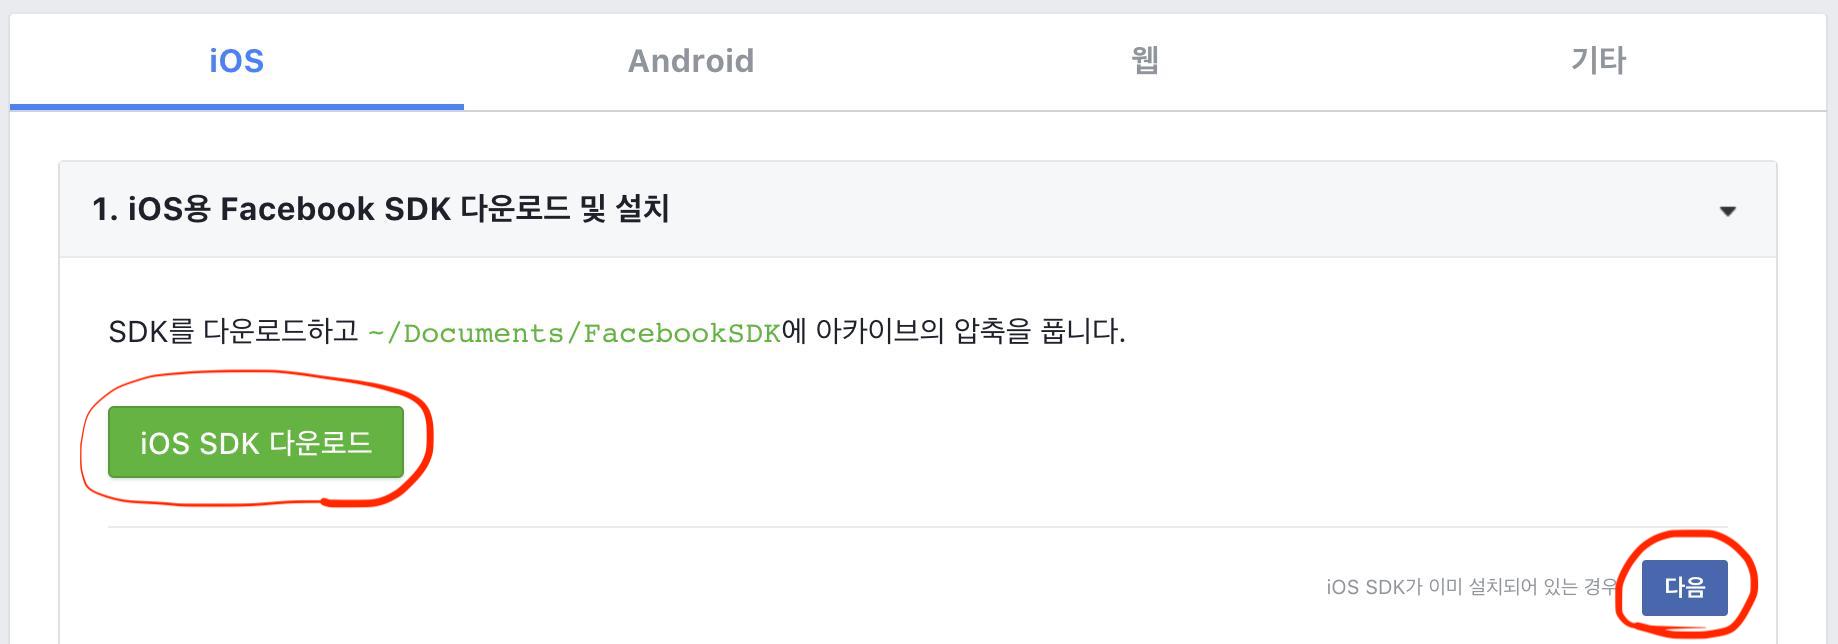 iOS
Android
웹
기타
1. iOS용 Facebook SDK 다운로드 및 설치
SDK를 다운로드하고 ~/Documents/FacebookSDK에 아카이브의 압축을 풉니다.
iOS SDK 다운로드
iOS SDK가 이미 설치되어 있는 경우
다음